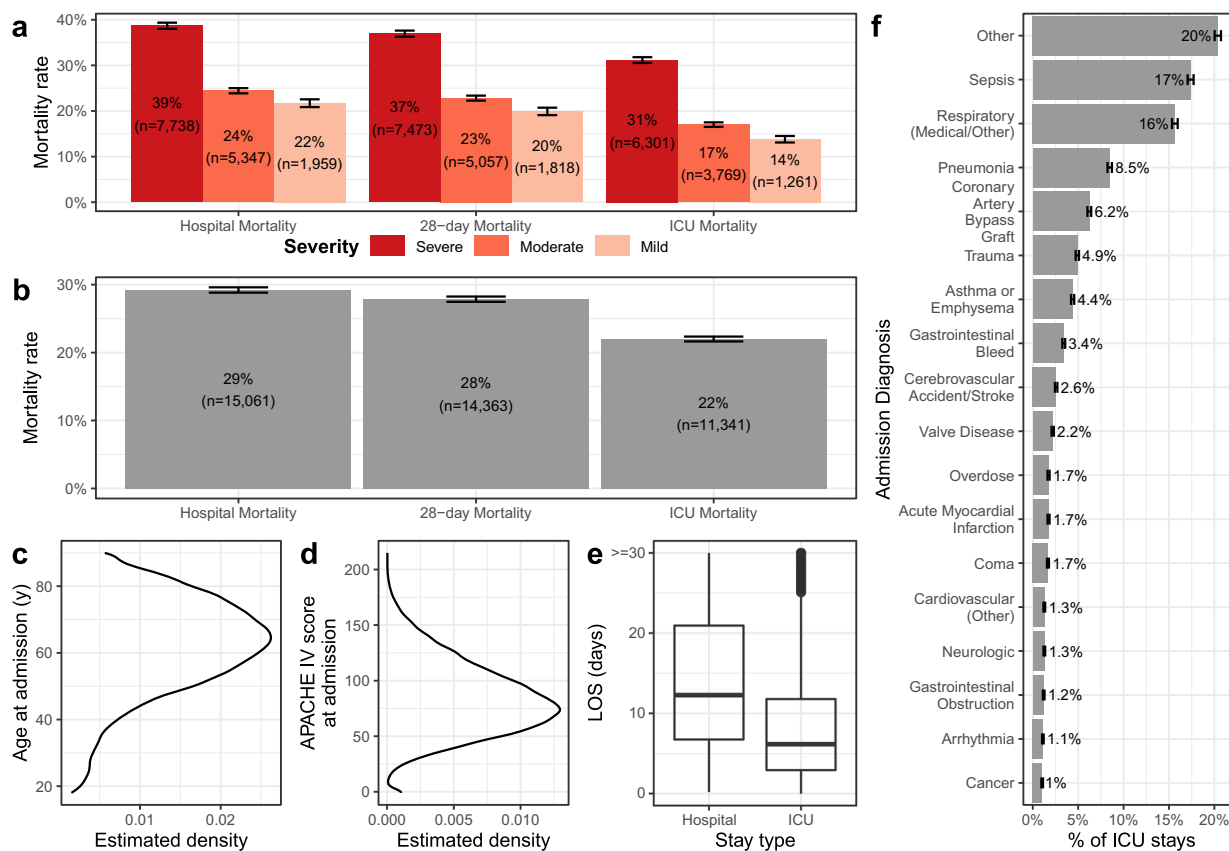 a
Mortality rate
40%
30%
20%
10%
0%
39%
(n=7,738)
24%
(n=5,347)
22%
(n=1,959)
37%
(n=7,473)
23%
(n=5,057)
20%
(n=1,818)
31%
(n=6,301)
17%
(n=3,769)
14%
(n=1,261)
Hospital Mortality
28−day Mortality
ICU Mortality
Severity
Severe
Moderate
Mild
b
Mortality rate
30%
20%
10%
0%
29%
(n=15,061)
28%
(n=14,363)
22%
(n=11,341)
Hospital Mortality
28−day Mortality
ICU Mortality
c
Age at admission (y)
80
60
40
20
0.01
0.02
Estimated density
d
APACHE IV score
at admission
200
150
100
50
0
0.000
0.005
0.010
Estimated density
e
LOS (days)
>=30
20
10
0
Hospital
ICU
Stay type
f
Admission Diagnosis
Other
20%
Sepsis
17%
Respiratory
(Medical/Other)
16%
Pneumonia
8.5%
Coronary
Artery
Bypass
Graft
6.2%
Trauma
4.9%
Asthma or
Emphysema
4.4%
Gastrointestinal
Bleed
3.4%
Cerebrovascular
Accident/Stroke
2.6%
Valve Disease
2.2%
Overdose
1.7%
Acute Myocardial
Infarction
1.7%
Coma
1.7%
Cardiovascular
(Other)
1.3%
Neurologic
1.3%
Gastrointestinal
Obstruction
1.2%
Arrhythmia
1.1%
Cancer
1%
0%
5%
10%
15%
20%
% of ICU stays